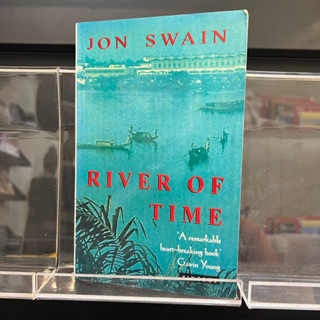 JON SWAIN
RIVER OF
TIME
'A remarkable
heart-breaking book'
Gavin Young